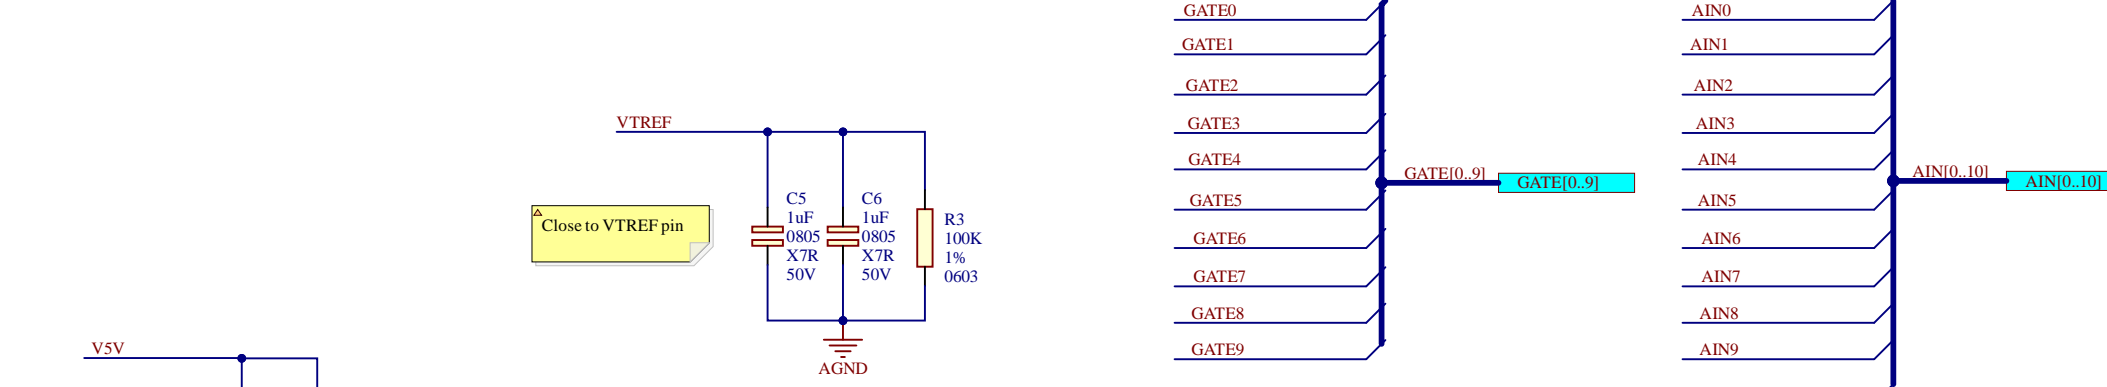 VTREF
Close to VTREF pin
C5
1uF
0805
X7R
50V
C6
1uF
0805
X7R
50V
R3
100K
1%
0603
AGND
V5V
GATE0
GATE1
GATE2
GATE3
GATE4
GATE5
GATE6
GATE7
GATE8
GATE9
GATE[0..9]
GATE[0..9]
AIN0
AIN1
AIN2
AIN3
AIN4
AIN5
AIN6
AIN7
AIN8
AIN9
AIN[0..10]
AIN[0..10]